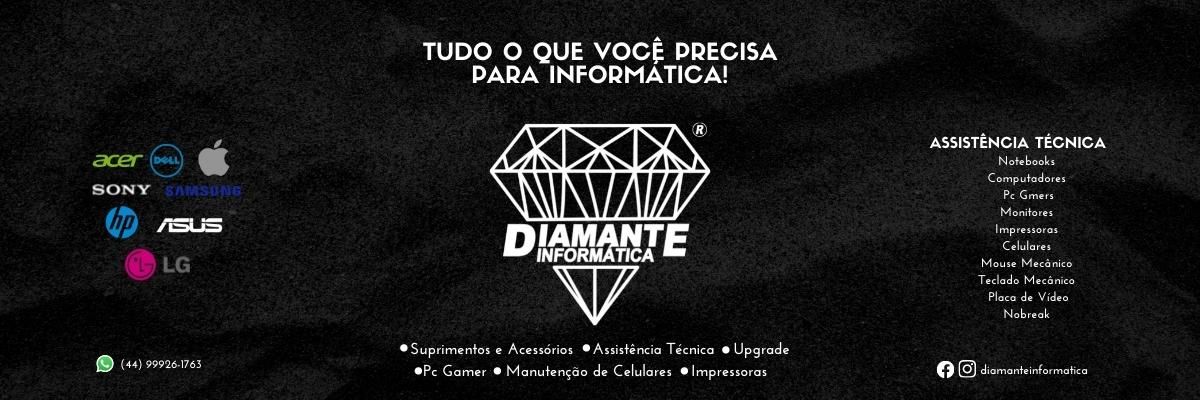 TUDO O QUE VOCÊ PRECISA
PARA INFORMÁTICA!
acer DELL
SONY SAMSUNG
hp ASUS
LG
(44) 99926-1763
®
DIAMANTE
INFORMÁTICA
•Suprimentos e Acessórios •Assistência Técnica •Upgrade
•Pc Gamer •Manutenção de Celulares •Impressoras
ASSISTÊNCIA TÉCNICA
Notebooks
Computadores
Pc Gmers
Monitores
Impressoras
Celulares
Mouse Mecânico
Teclado Mecânico
Placa de Vídeo
Nobreak
diamanteinformatica